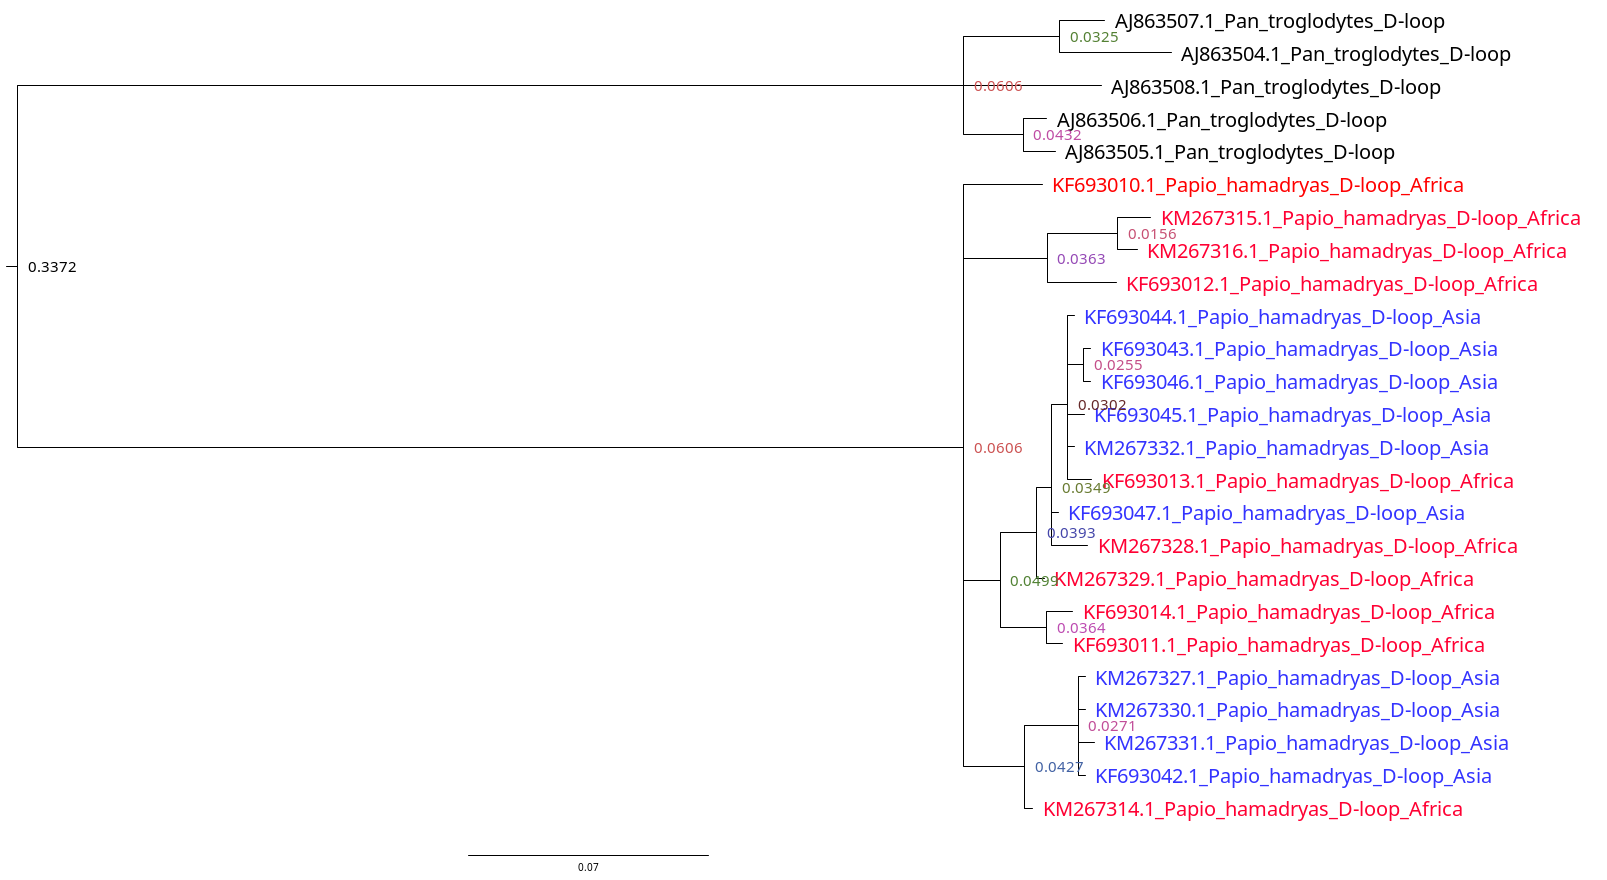 AJ863507.1_Pan_troglodytes_D-loop
0.0325
AJ863504.1_Pan_troglodytes_D-loop
0.0606
AJ863508.1_Pan_troglodytes_D-loop
AJ863506.1_Pan_troglodytes_D-loop
0.0432
AJ863505.1_Pan_troglodytes_D-loop
KF693010.1_Papio_hamadryas_D-loop_Africa
KM267315.1_Papio_hamadryas_D-loop_Africa
0.0156
KM267316.1_Papio_hamadryas_D-loop_Africa
0.0363
0.3372
KF693012.1_Papio_hamadryas_D-loop_Africa
KF693044.1_Papio_hamadryas_D-loop_Asia
KF693043.1_Papio_hamadryas_D-loop_Asia
0.0255
KF693046.1_Papio_hamadryas_D-loop_Asia
0.0302
KF693045.1_Papio_hamadryas_D-loop_Asia
0.0606
KM267332.1_Papio_hamadryas_D-loop_Asia
KF693013.1_Papio_hamadryas_D-loop_Africa
0.0349
KF693047.1_Papio_hamadryas_D-loop_Asia
0.0393
KM267328.1_Papio_hamadryas_D-loop_Africa
0.0499
KM267329.1_Papio_hamadryas_D-loop_Africa
KF693014.1_Papio_hamadryas_D-loop_Africa
0.0364
KF693011.1_Papio_hamadryas_D-loop_Africa
KM267327.1_Papio_hamadryas_D-loop_Asia
KM267330.1_Papio_hamadryas_D-loop_Asia
0.0271
KM267331.1_Papio_hamadryas_D-loop_Asia
0.0427
KF693042.1_Papio_hamadryas_D-loop_Asia
KM267314.1_Papio_hamadryas_D-loop_Africa
0.07